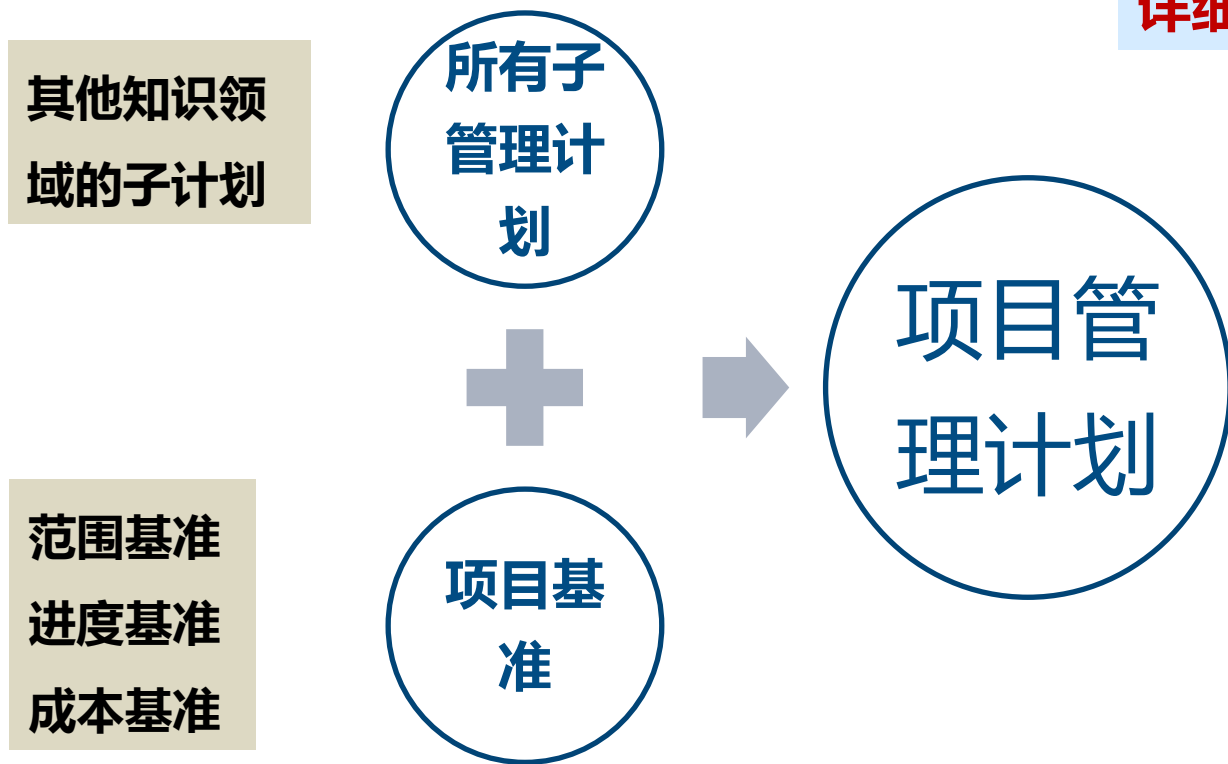 详细
其他知识领
域的子计划
所有子
管理计
划
项目管
理计划
范围基准
进度基准
成本基准
项目基
准